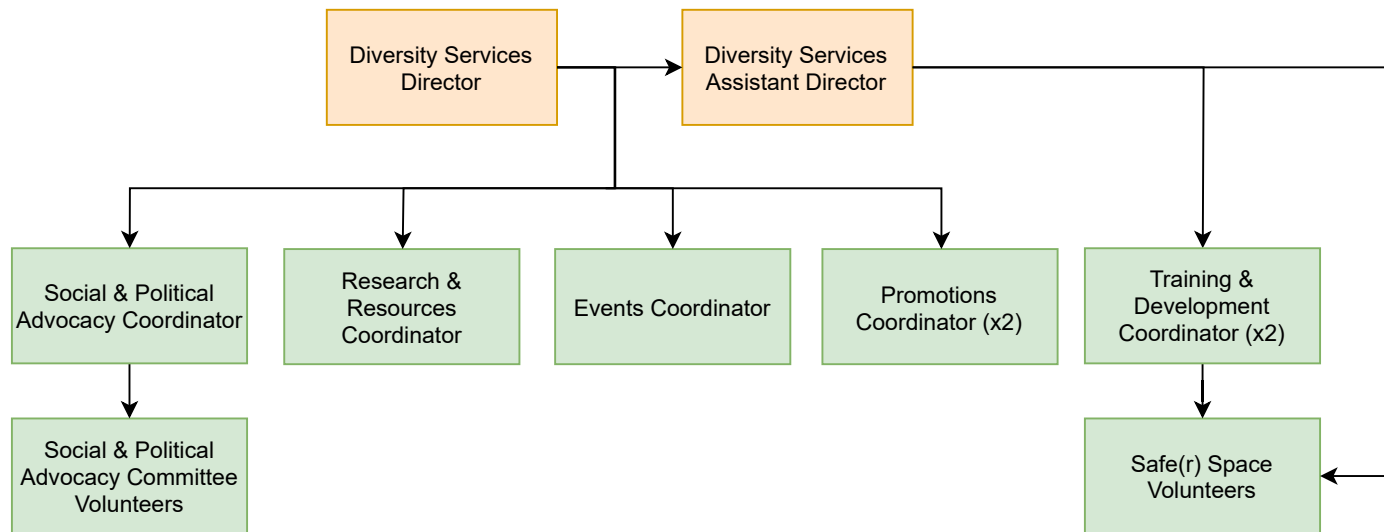 Diversity Services
Director
Diversity Services
Assistant Director
Social & Political
Advocacy Coordinator
Research &
Resources
Coordinator
Events Coordinator
Promotions
Coordinator (x2)
Training &
Development
Coordinator (x2)
Social & Political
Advocacy Committee
Volunteers
Safe(r) Space
Volunteers